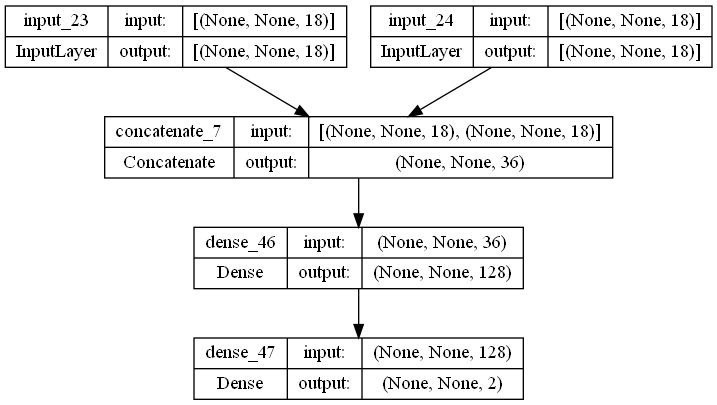 input_23 input: [(None, None, 18)]
InputLayer output: [(None, None, 18)]
input_24 input: [(None, None, 18)]
InputLayer output: [(None, None, 18)]
concatenate_7 input: [(None, None, 18), (None, None, 18)]
Concatenate output: (None, None, 36)
dense_46 input: (None, None, 36)
Dense output: (None, None, 128)
dense_47 input: (None, None, 128)
Dense output: (None, None, 2)